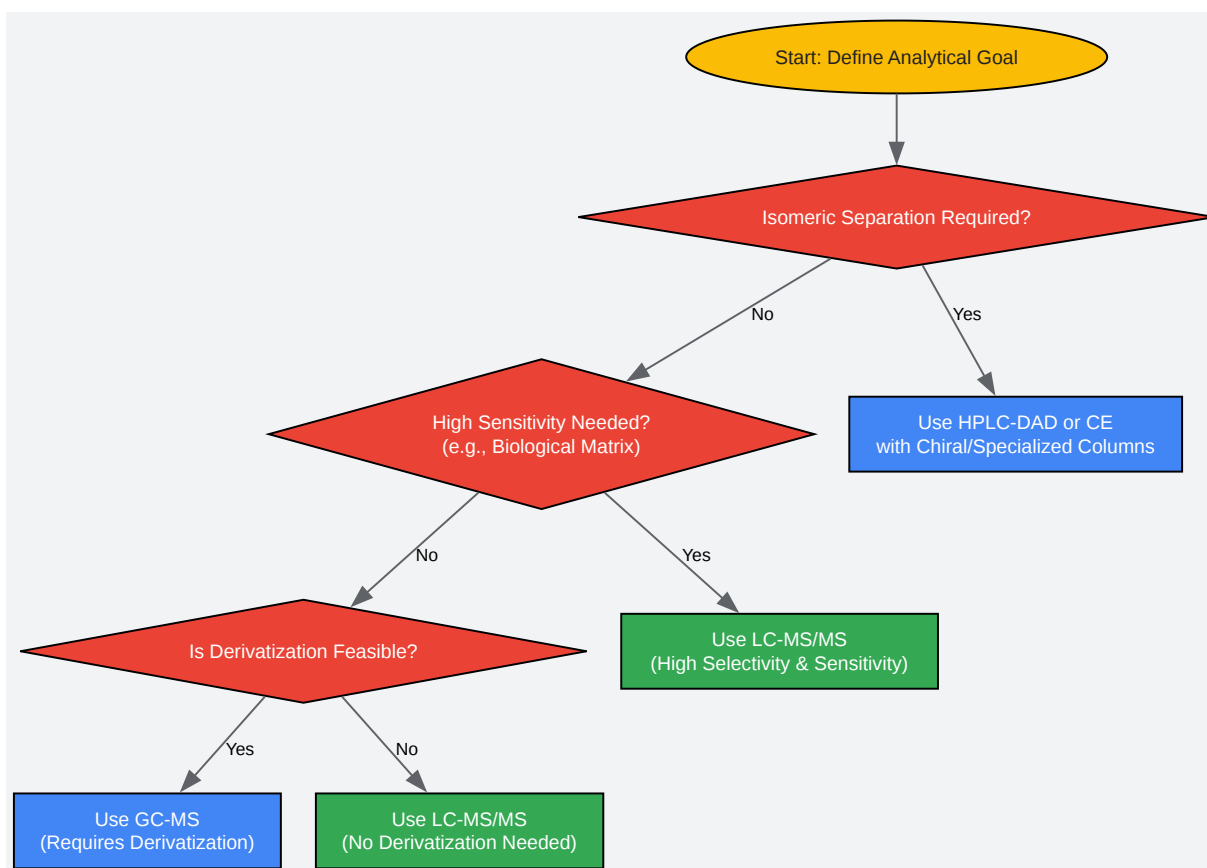 Start: Define Analytical Goal
Isomeric Separation Required?
No
Yes
High Sensitivity Needed?
(e.g., Biological Matrix)
Use HPLC-DAD or CE
with Chiral/Specialized Columns
No
Yes
Is Derivatization Feasible?
Use LC-MS/MS
(High Selectivity & Sensitivity)
Yes
No
Use GC-MS
(Requires Derivatization)
Use LC-MS/MS
(No Derivatization Needed)